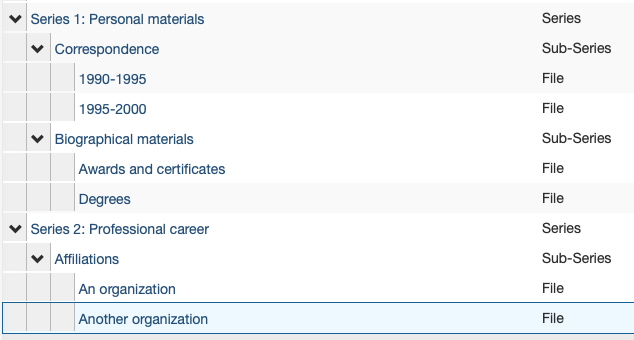 Series 1: Personal materials Series
Correspondence Sub-Series
1990-1995 File
1995-2000 File
Biographical materials Sub-Series
Awards and certificates File
Degrees File
Series 2: Professional career Series
Affiliations Sub-Series
An organization File
Another organization File